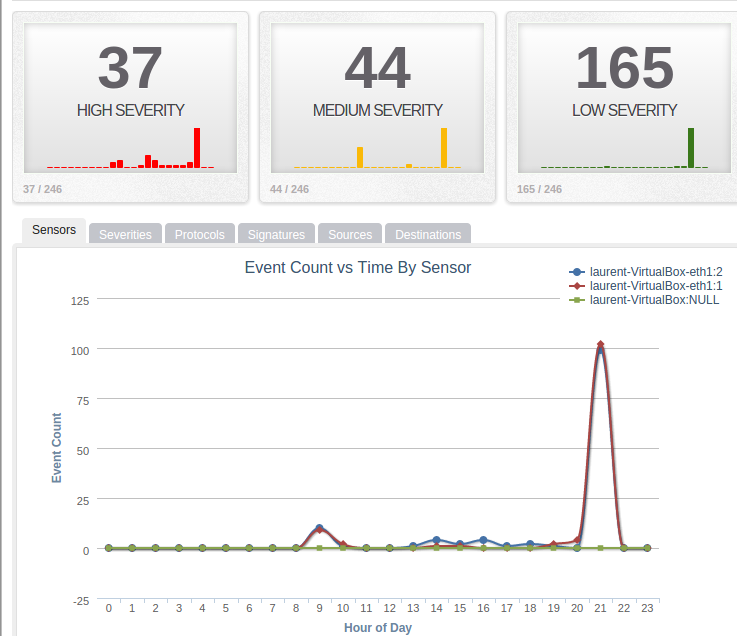 37
HIGH SEVERITY
37 / 246
44
MEDIUM SEVERITY
44 / 246
165
LOW SEVERITY
165 / 246
Sensors Severities Protocols Signatures Sources Destinations
Event Count vs Time By Sensor
laurent-VirtualBox-eth1:2
laurent-VirtualBox-eth1:1
laurent-VirtualBox:NULL
Event Count
125
100
75
50
25
0
-25
0 1 2 3 4 5 6 7 8 9 10 11 12 13 14 15 16 17 18 19 20 21 22 23
Hour of Day